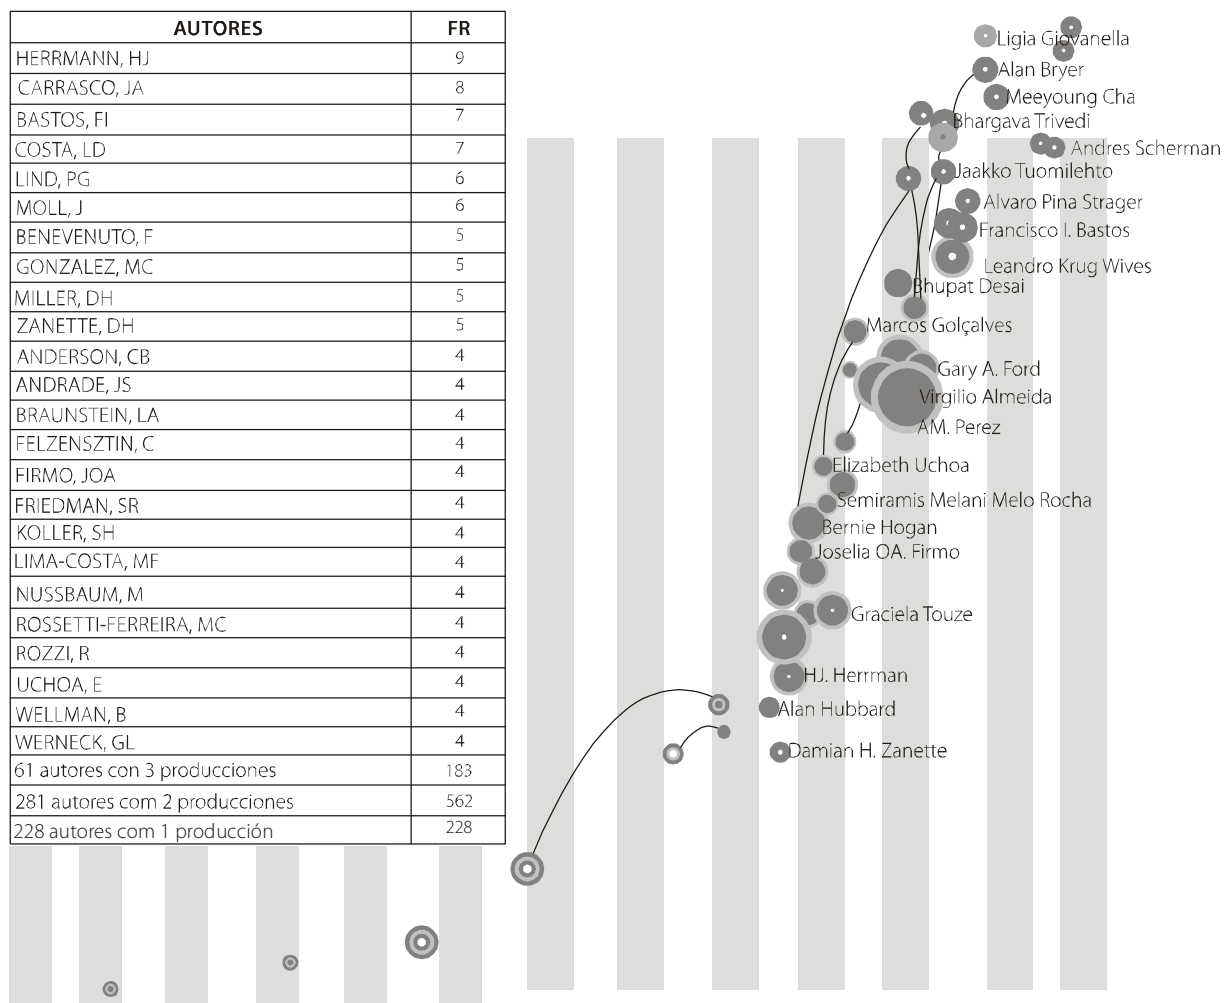 AUTORES FR
HERRMANN, HJ 9
CARRASCO, JA 8
BASTOS, FI 7
COSTA, LD 7
LIND, PG 6
MOLL, J 6
BENEVENUTO, F 5
GONZALEZ, MC 5
MILLER, DH 5
ZANETTE, DH 5
ANDERSON, CB 4
ANDRADE, JS 4
BRAUNSTEIN, LA 4
FELZENSZTIN, C 4
FIRMO, JOA 4
FRIEDMAN, SR 4
KOLLER, SH 4
LIMA-COSTA, MF 4
NUSSBAUM, M 4
ROSSETTI-FERREIRA, MC 4
ROZZI, R 4
UCHOA, E 4
WELLMAN, B 4
WERNECK, GL 4
61 autores con 3 producciones 183
281 autores com 2 producciones 562
228 autores com 1 producción 228
Ligia Giovanella
Alan Bryer
Meeyoung Cha
Bhargava Trivedi
Andres Scherman
Jaakko Tuomilehto
Alvaro Pina Strager
Francisco I. Bastos
Leandro Krug Wives
Bhupat Desai
Marcos Golçalves
Gary A. Ford
Virgilio Almeida
AM. Perez
Elizabeth Uchoa
Semiramis Melani Melo Rocha
Bernie Hogan
Joselia OA. Firmo
Graciela Touze
HJ. Herrman
Alan Hubbard
Damian H. Zanette